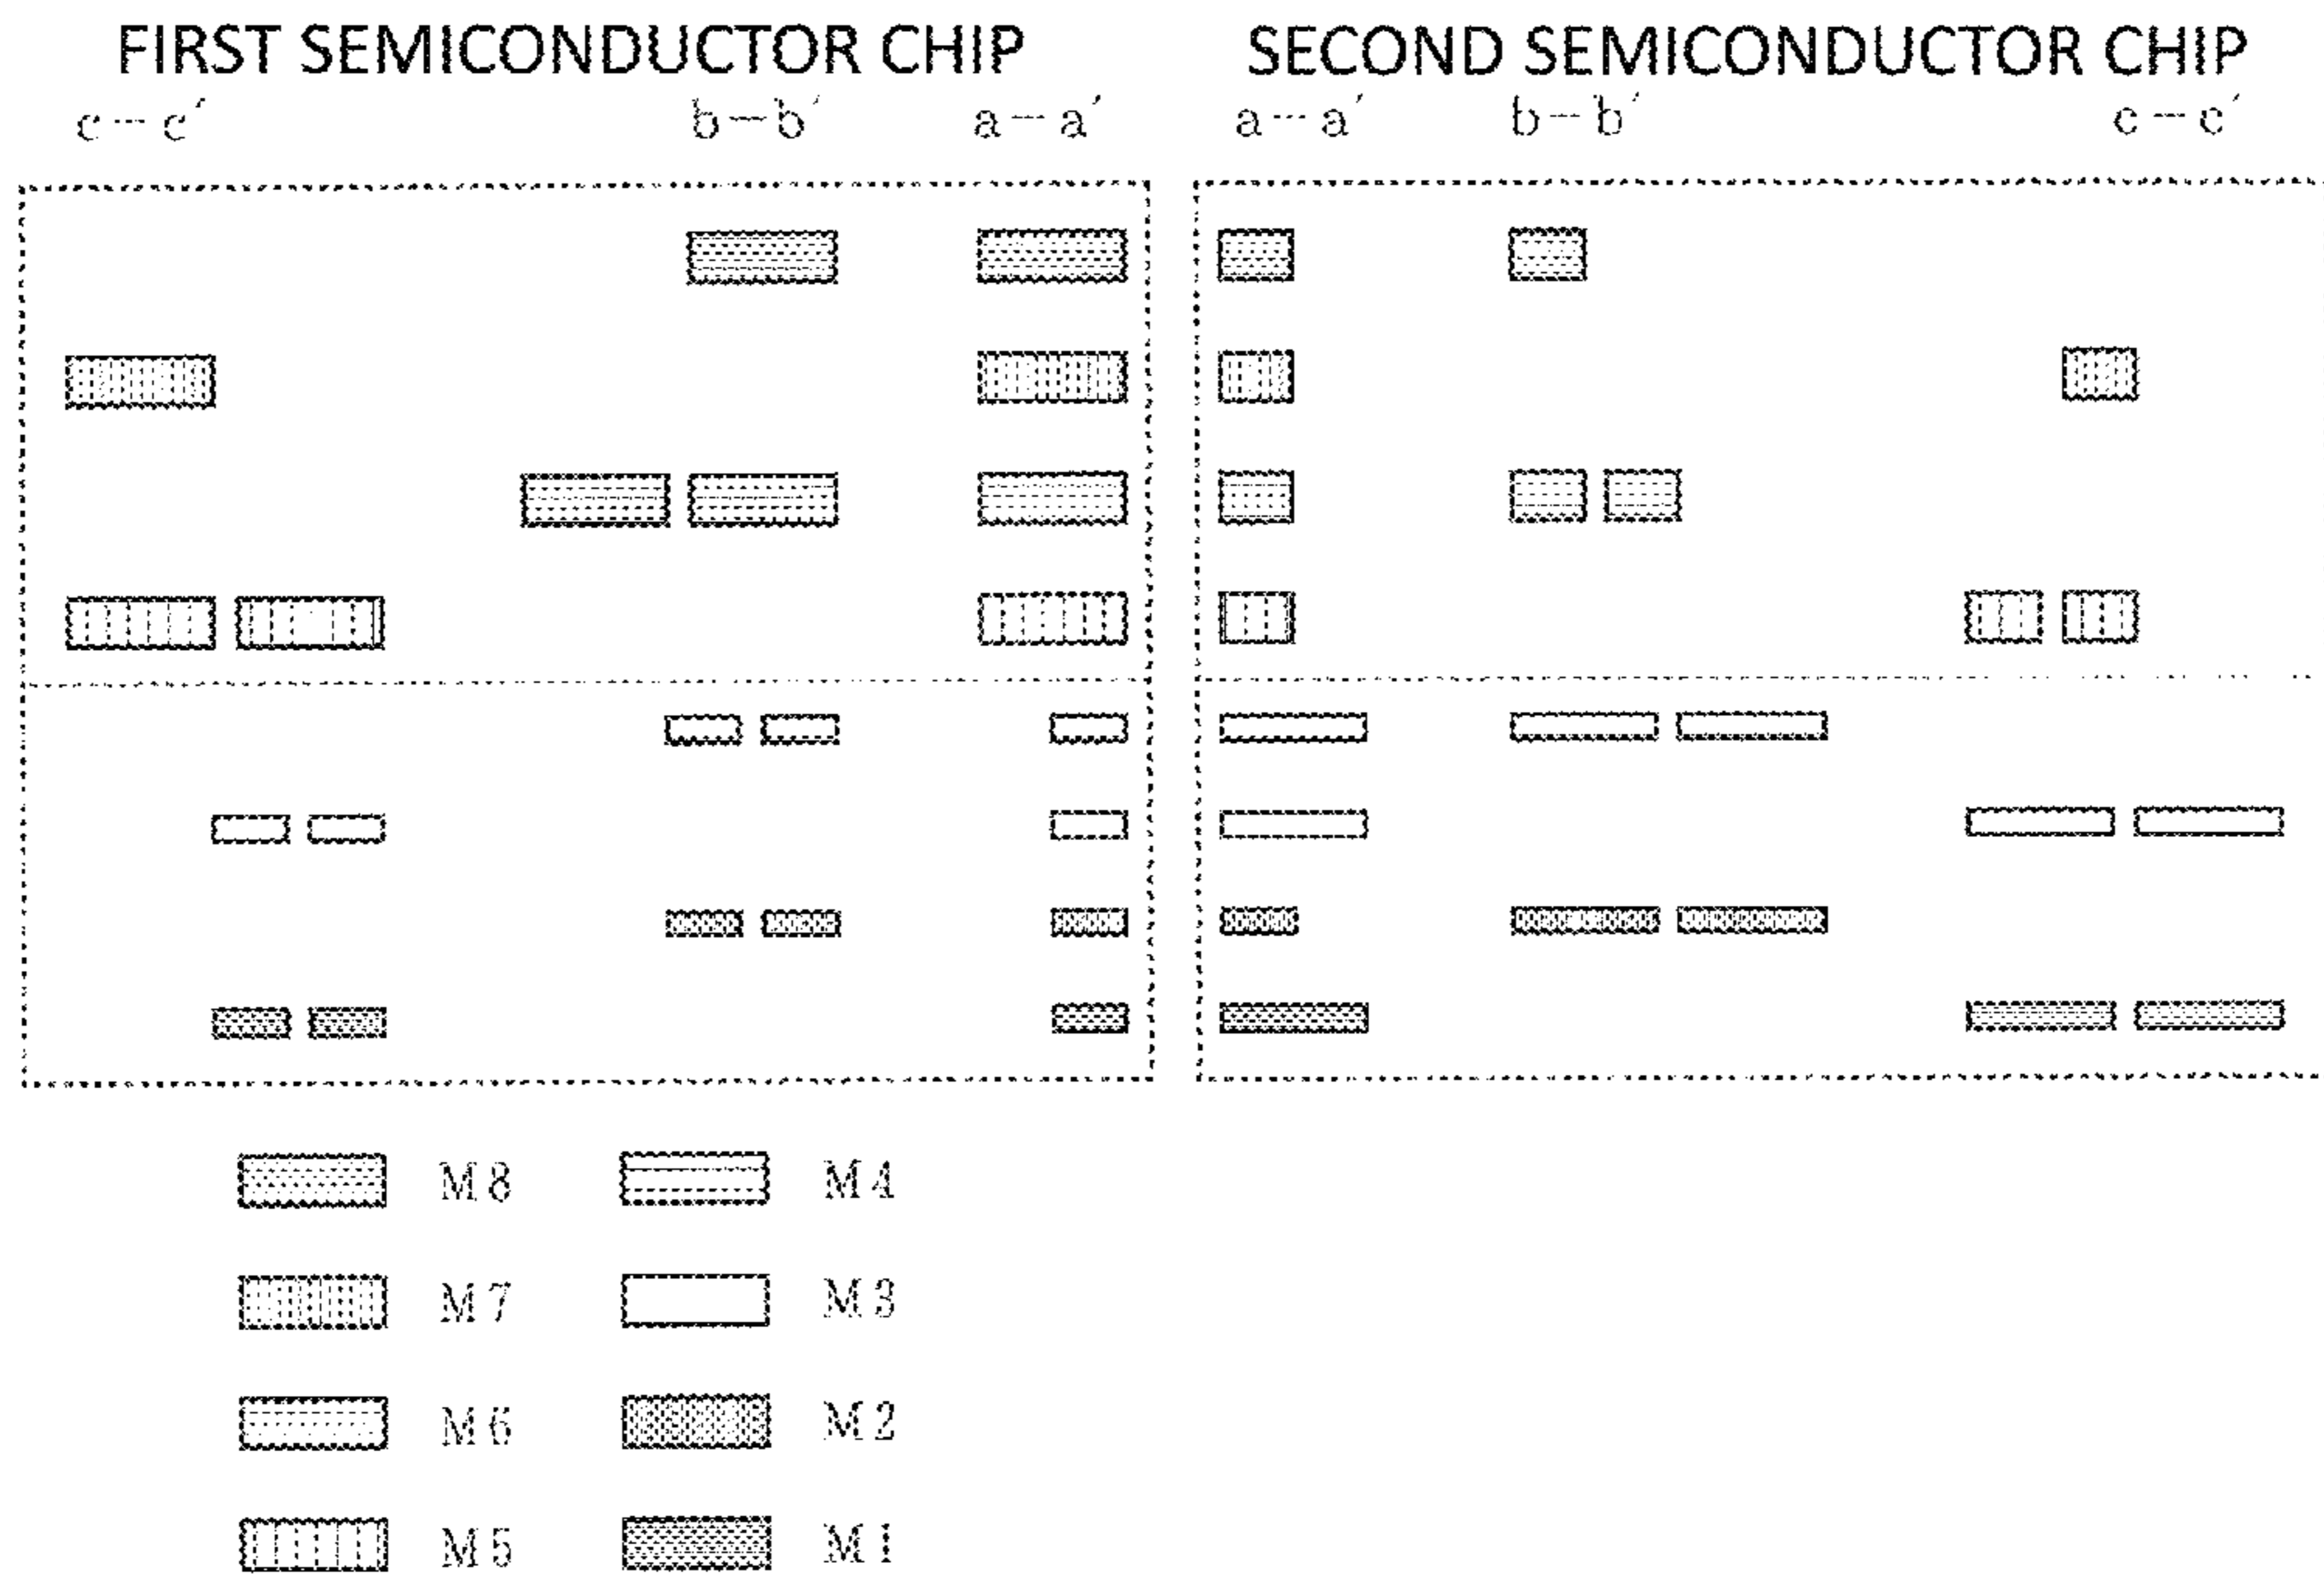 FIRST SEMICONDUCTOR CHIP SECOND SEMICONDUCTOR CHIP
c-c′ b-b′ a-a′ a-a′ b-b′ c-c′
M8 M4
M7 M3
M6 M2
M5 M1